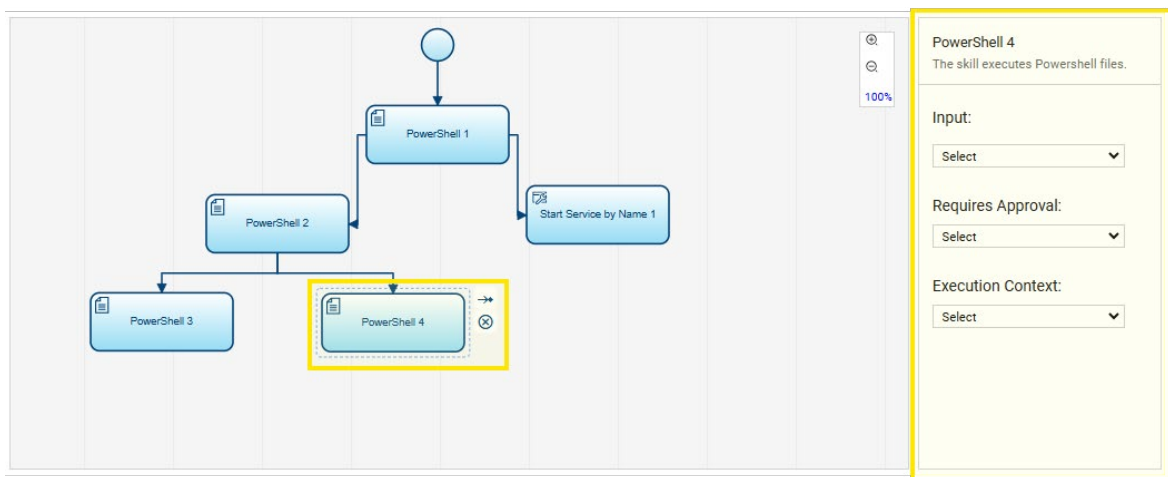 PowerShell 1
PowerShell 2
Start Service by Name 1
PowerShell 3
PowerShell 4
100%
PowerShell 4
The skill executes Powershell files.
Input:
Select
Requires Approval:
Select
Execution Context:
Select